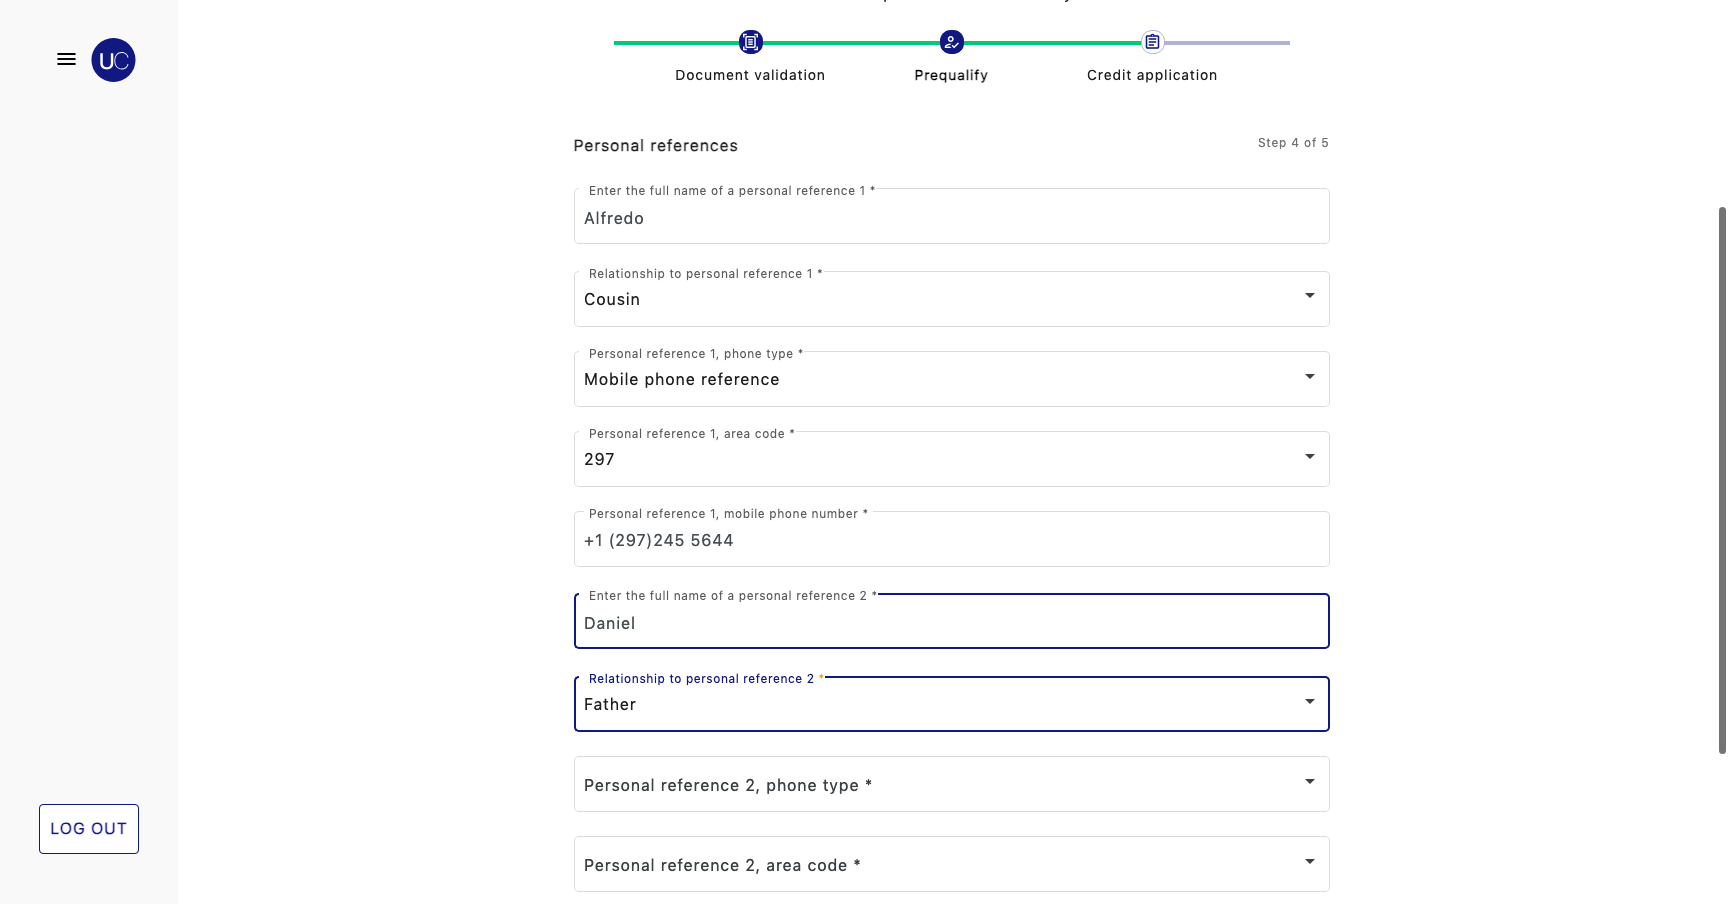 UC
Document validation
Prequalify
Credit application
Personal references
Step 4 of 5
Enter the full name of a personal reference 1 *
Alfredo
Relationship to personal reference 1 *
Cousin
Personal reference 1, phone type *
Mobile phone reference
Personal reference 1, area code *
297
Personal reference 1, mobile phone number *
+1 (297)245 5644
Enter the full name of a personal reference 2 *
Daniel
Relationship to personal reference 2 *
Father
Personal reference 2, phone type *
Personal reference 2, area code *
LOG OUT